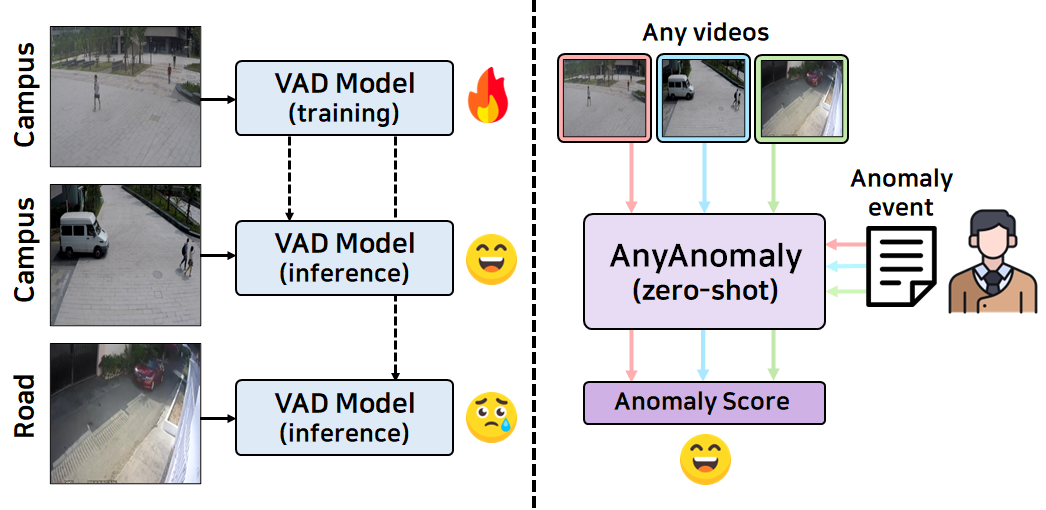 Campus
VAD Model
(training)
Campus
VAD Model
(inference)
Road
VAD Model
(inference)
Any videos
Anomaly
event
AnyAnomaly
(zero-shot)
Anomaly Score